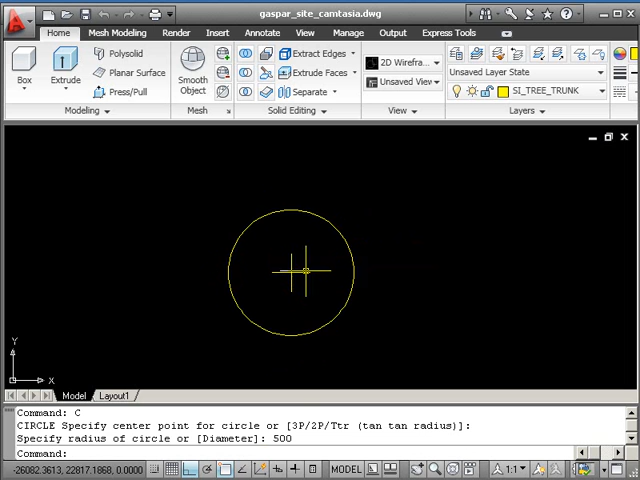 gaspar_site_camtasia.dwg
Home Mesh Modeling Render Insert Annotate View Manage Output Express Tools
Box
Extrude
Polysolid
Planar Surface
Press/Pull
Smooth
Object
Extract Edges
Extrude Faces
Separate
2D Wirefra...
Unsaved View
Unsaved Layer State
SI_TREE_TRUNK
Modeling Mesh Solid Editing View Layers
Y
X
Model Layout1
Command: C
CIRCLE Specify center point for circle or [3P/2P/Ttr (tan tan radius)]:
Specify radius of circle or [Diameter]: 500
Command:
-26082.3613, 22817.1868, 0.0000 MODEL 1:1